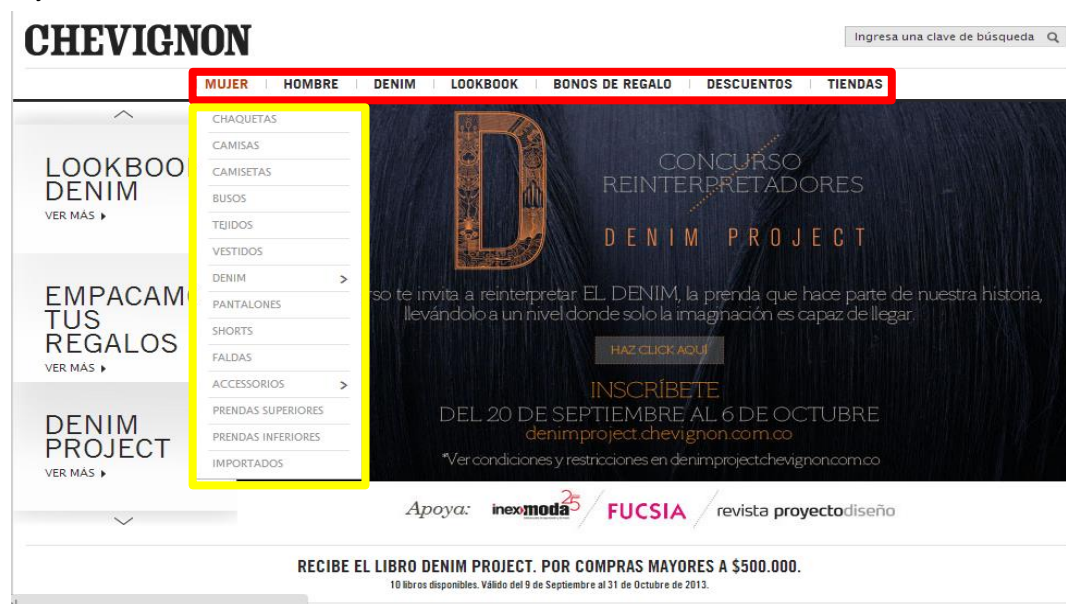 CHEVIGNON
Ingresa una clave de búsqueda
MUJER HOMBRE DENIM LOOKBOOK BONOS DE REGALO DESCUENTOS TIENDAS
CHAQUETAS
CAMISAS
CAMISETAS
BUSOS
TEJIDOS
VESTIDOS
DENIM >
PANTALONES
SHORTS
FALDAS
ACCESSORIOS >
PRENDAS SUPERIORES
PRENDAS INFERIORES
IMPORTADOS
LOOKBOO
DENIM
VER MÁS
EMPACAM
TUS
REGALOS
VER MÁS
DENIM
PROJECT
VER MÁS
D
CONCURSO
REINTERPRETADORES
DENIM PROJECT
so te invita a reinterpretar EL DENIM, la prenda que hace parte de nuestra historia,
llevándolo a un nivel donde solo la imaginación es capaz de llegar.
HAZ CLICK AQUÍ
INSCRÍBETE
DEL 20 DE SEPTIEMBRE AL 6 DE OCTUBRE
denimproject.chevignon.com.co
*Ver condiciones y restricciones en denimproject.chevignon.com.co
Apoya: inexmoda 25 FUCSIA revista proyectodiseño
RECIBE EL LIBRO DENIM PROJECT. POR COMPRAS MAYORES A $500.000.
10 libros disponibles. Válido del 9 de Septiembre al 31 de Octubre de 2013.